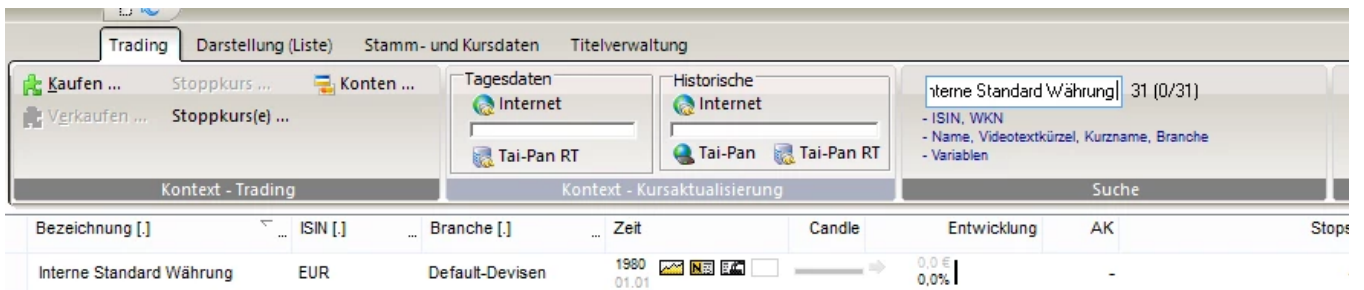 Trading Darstellung (Liste) Stamm- und Kursdaten Titelverwaltung
Kaufen ... Stoppkurs ... Konten ...
Verkaufen ... Stoppkurs(e) ...
Kontext - Trading
Tagesdaten
Internet
Tai-Pan RT
Historische
Internet
Tai-Pan Tai-Pan RT
Kontext - Kursaktualisierung
nterne Standard Währung 31 (0/31)
- ISIN, WKN
- Name, Videotextkürzel, Kurzname, Branche
- Variablen
Suche
Bezeichnung [.] ... ISIN [.] ... Branche [.] ... Zeit Candle Entwicklung AK Stops
Interne Standard Währung EUR Default-Devisen 1980 0,0 € -
01.01 0,0%